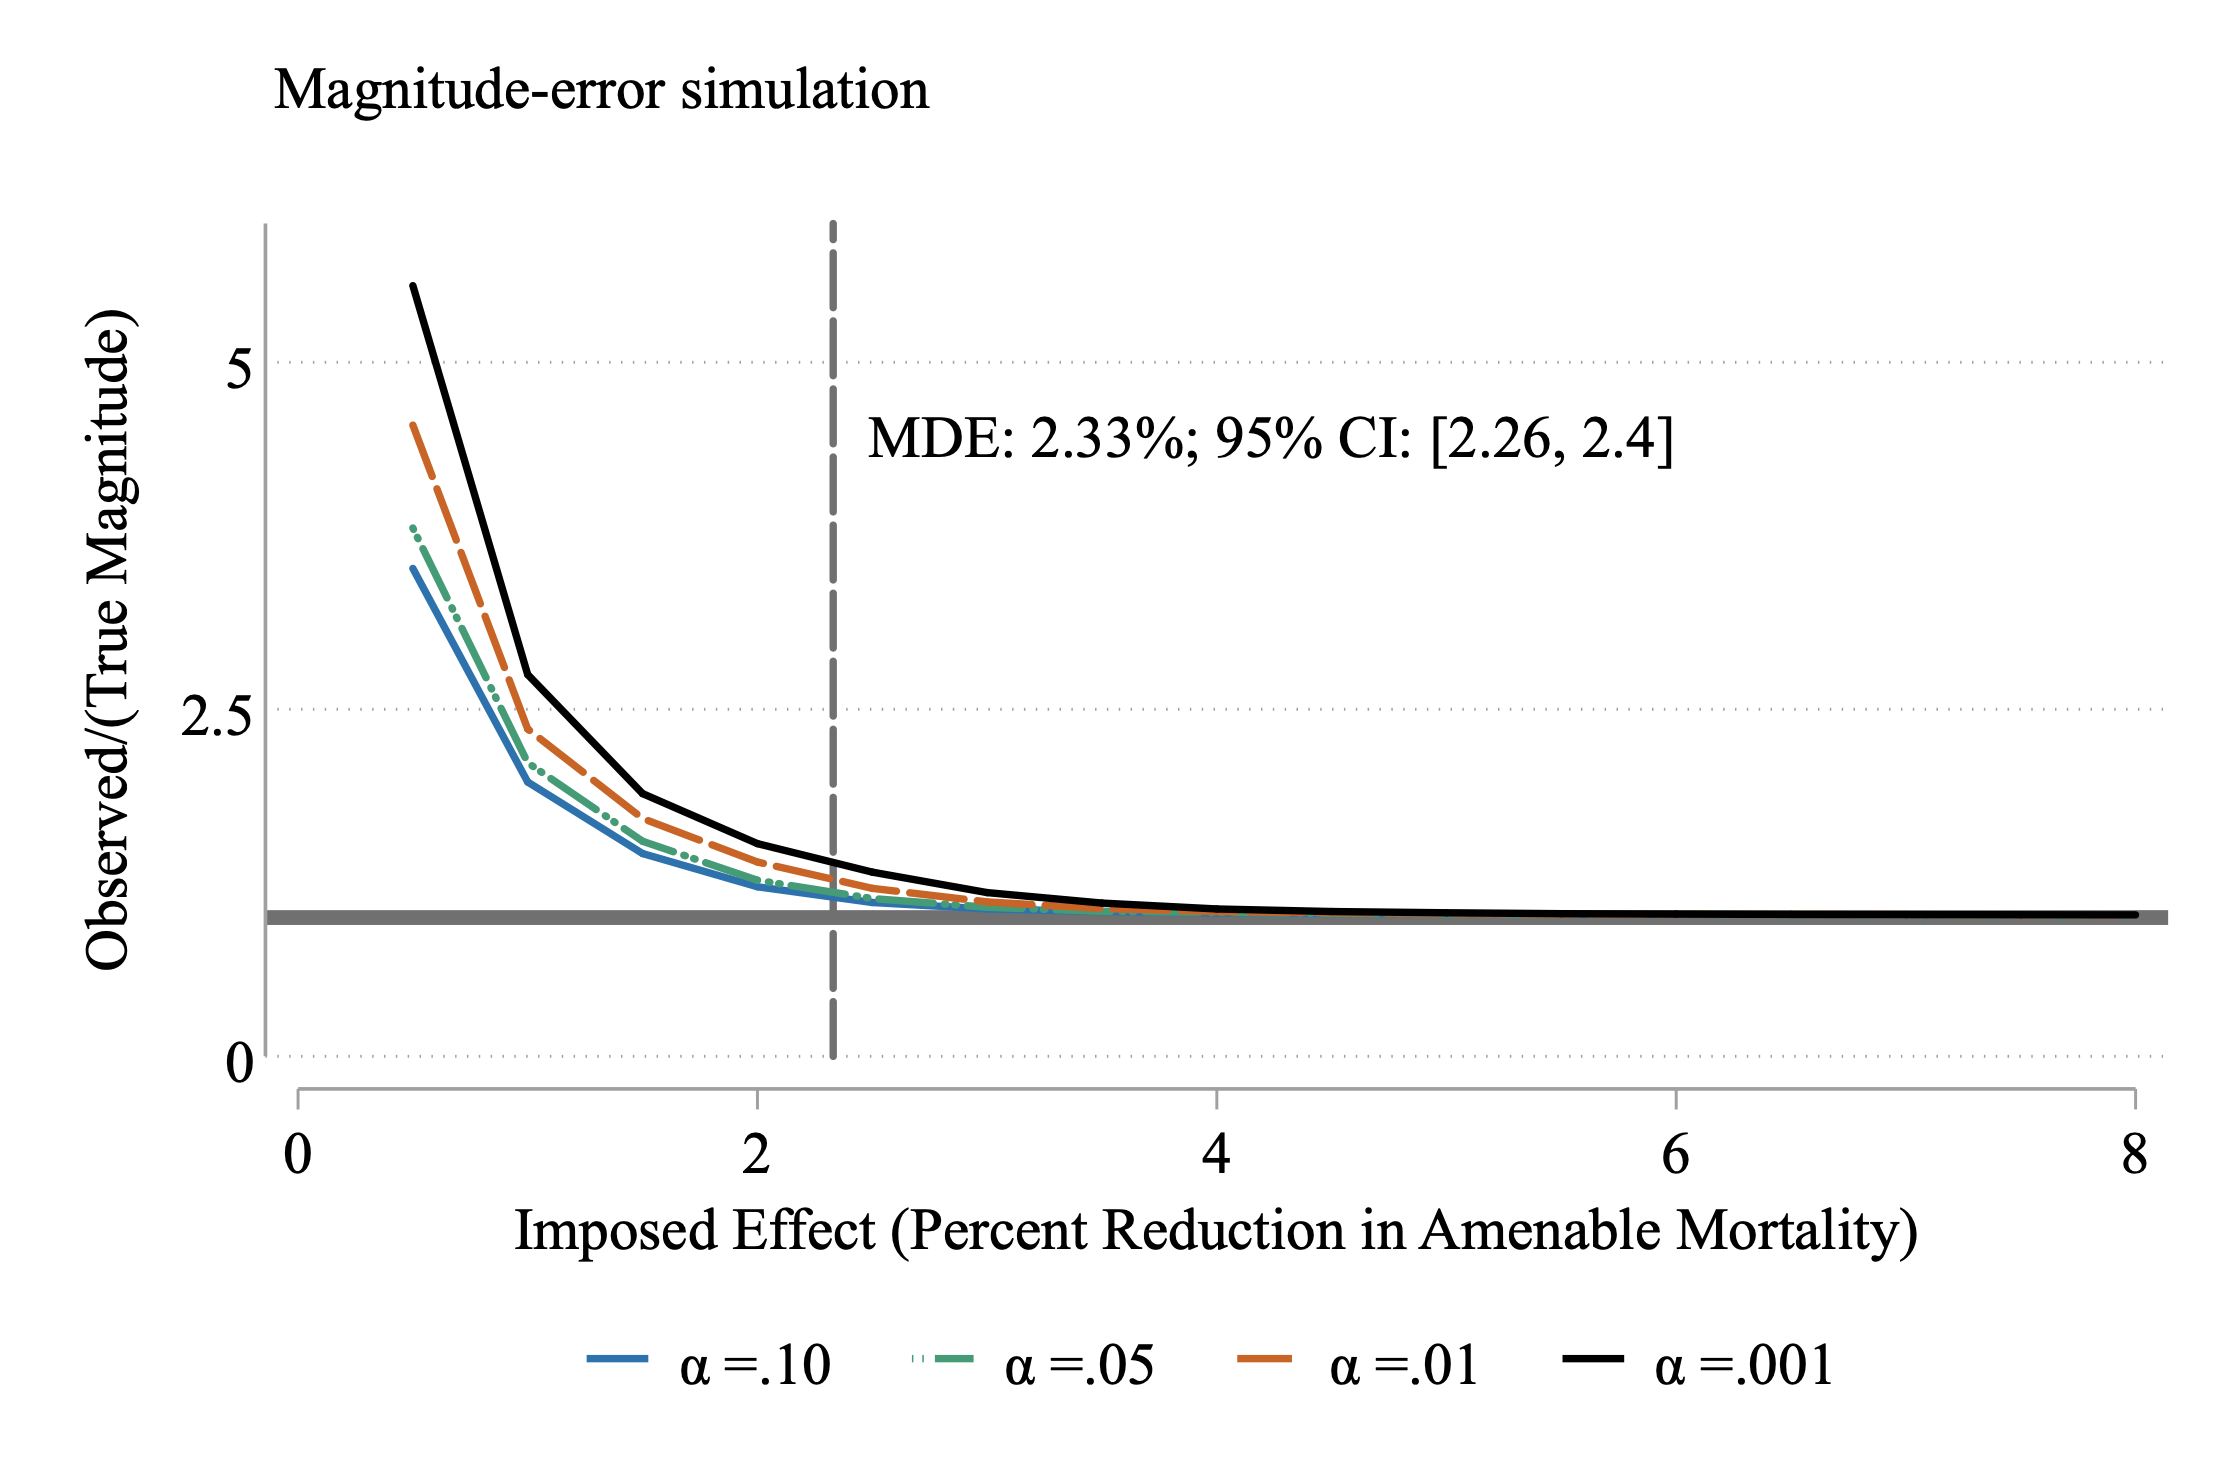 Magnitude-error simulation
Observed/(True Magnitude)
5
2.5
0
MDE: 2.33%; 95% CI: [2.26, 2.4]
0 2 4 6 8
Imposed Effect (Percent Reduction in Amenable Mortality)
α =.10 α =.05 α =.01 α =.001